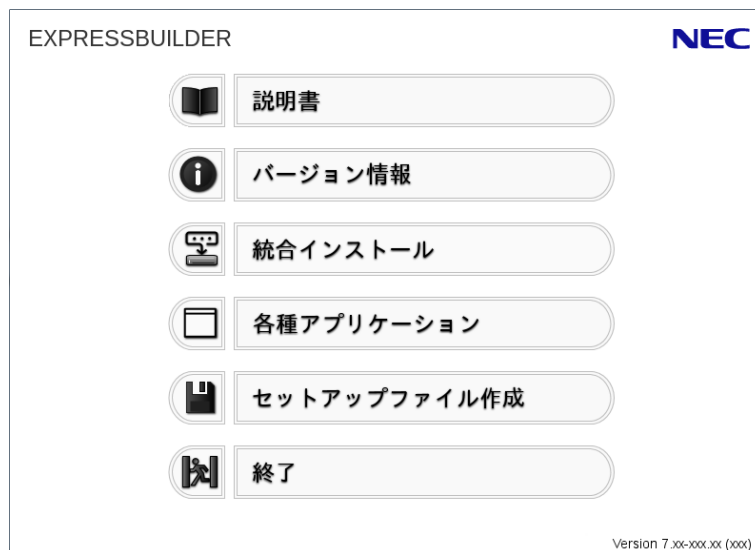 EXPRESSBUILDER
NEC
説明書
バージョン情報
統合インストール
各種アプリケーション
セットアップファイル作成
終了
Version 7.xx-xxx.xx (xxx)